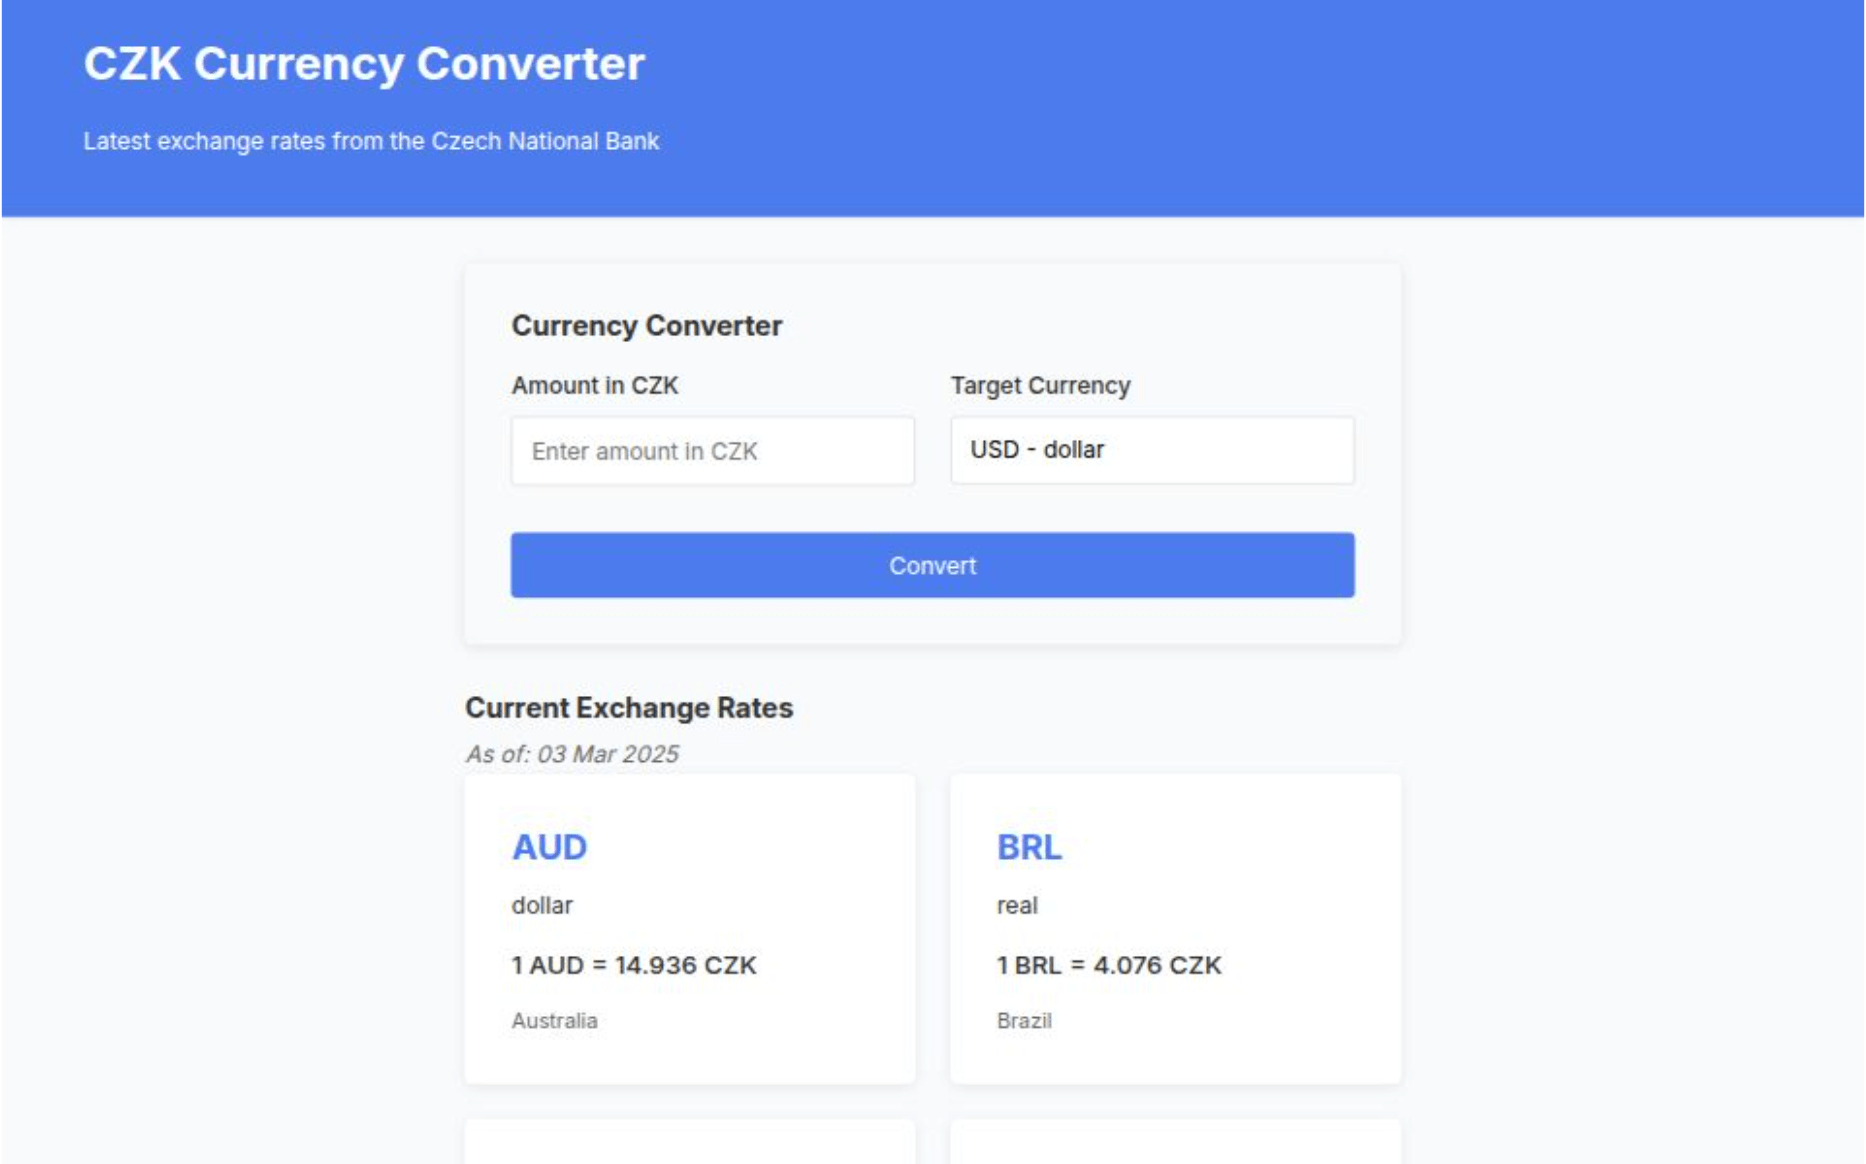 CZK Currency Converter
Latest exchange rates from the Czech National Bank
Currency Converter
Amount in CZK
Enter amount in CZK
Target Currency
USD - dollar
Convert
Current Exchange Rates
As of: 03 Mar 2025
AUD
dollar
1 AUD = 14.936 CZK
Australia
BRL
real
1 BRL = 4.076 CZK
Brazil